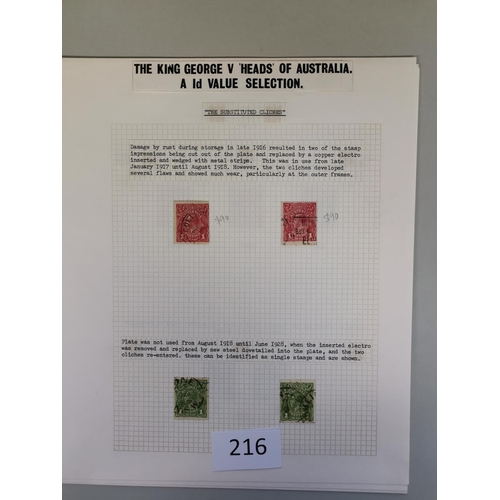 THE KING GEORGE V 'HEADS' OF AUSTRALIA.
A 1d VALUE SELECTION.
"THE SUBSTITUTED CLICHES"
Damage by rust during storage in late 1916 resulted in two of the stamp
impressions being cut out of the plate and replaced by a copper electro
inserted and wedged with metal strips. This was in use from late
January 1917 until August 1918. However, the two cliches developed
several flaws and showed much wear, particularly at the outer frames.
Plate was not used from August 1918 until June 1928, when the inserted electro
was removed and replaced by new steel dovetailed into the plate, and the two
cliches re-entered. these can be identified as single stamps and are shown.
216